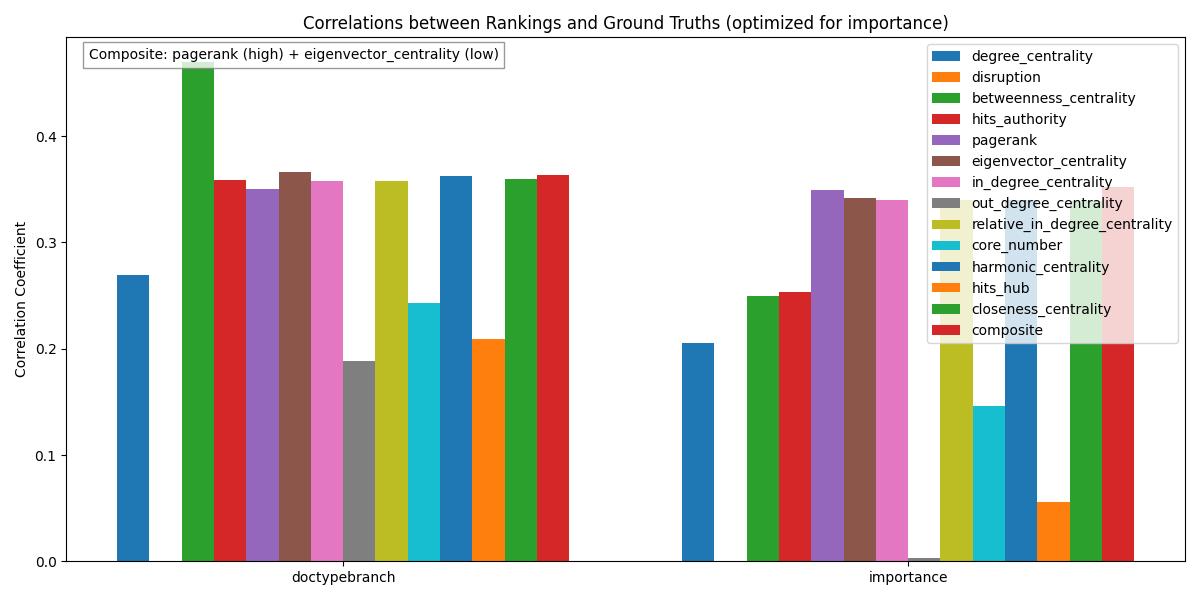 Correlations between Rankings and Ground Truths (optimized for importance)
Composite: pagerank (high) + eigenvector_centrality (low)
degree_centrality
disruption
betweenness_centrality
hits_authority
pagerank
eigenvector_centrality
in_degree_centrality
out_degree_centrality
relative_in_degree_centrality
core_number
harmonic_centrality
hits_hub
closeness_centrality
composite
Correlation Coefficient
0.4
0.3
0.2
0.1
0.0
doctypebranch
importance